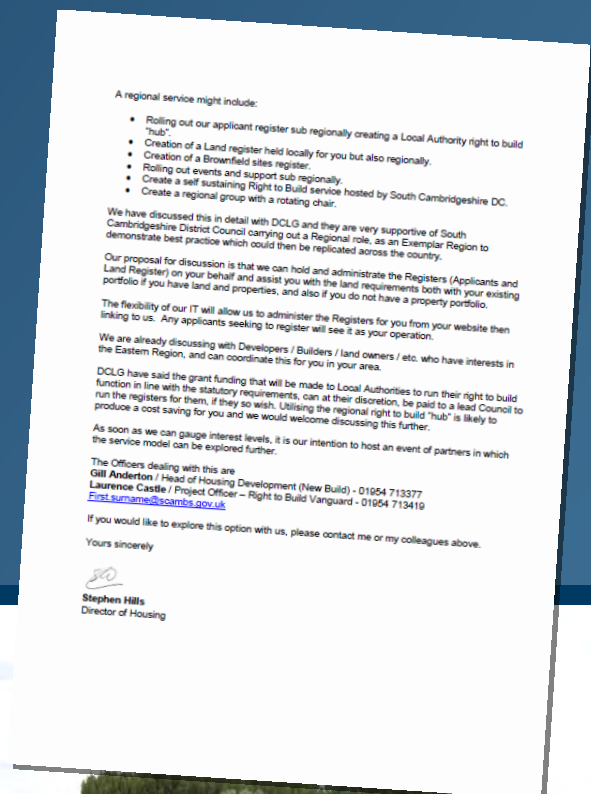 A regional service might include:
• Rolling out our applicant register sub regionally creating a Local Authority right to build
"hub".
• Creation of a Land register held locally for you but also regionally.
• Creation of a Brownfield sites register.
• Rolling out events and support sub regionally.
• Create a self sustaining Right to Build service hosted by South Cambridgeshire DC.
• Create a regional group with a rotating chair.
We have discussed this in detail with DCLG and they are very supportive of South
Cambridgeshire District Council carrying out a Regional role, as an Exemplar Region to
demonstrate best practice which could then be replicated across the country.
Our proposal for discussion is that we can hold and administrate the Registers (Applicants and
Land Register) on your behalf and assist you with the land requirements both with your existing
portfolio if you have land and properties, and also if you do not have a property portfolio.
The flexibility of our IT will allow us to administer the Registers for you from your website then
linking to us. Any applicants seeking to register will see it as your operation.
We are already discussing with Developers / Builders / land owners / etc. who have interests in
the Eastern Region, and can coordinate this for you in your area.
DCLG have said the grant funding that will be made to Local Authorities to run their right to build
function in line with the statutory requirements, can at their discretion, be paid to a lead Council to
run the registers for them, if they so wish. Utilising the regional right to build "hub" is likely to
produce a cost saving for you and we would welcome discussing this further.
As soon as we can gauge interest levels, it is our intention to host an event of partners in which
the service model can be explored further.
The Officers dealing with this are
Gill Anderton / Head of Housing Development (New Build) - 01954 713377
Laurence Castle / Project Officer – Right to Build Vanguard - 01954 713419
First.surname@scambs.gov.uk
If you would like to explore this option with us, please contact me or my colleagues above.
Yours sincerely
Stephen Hills
Director of Housing